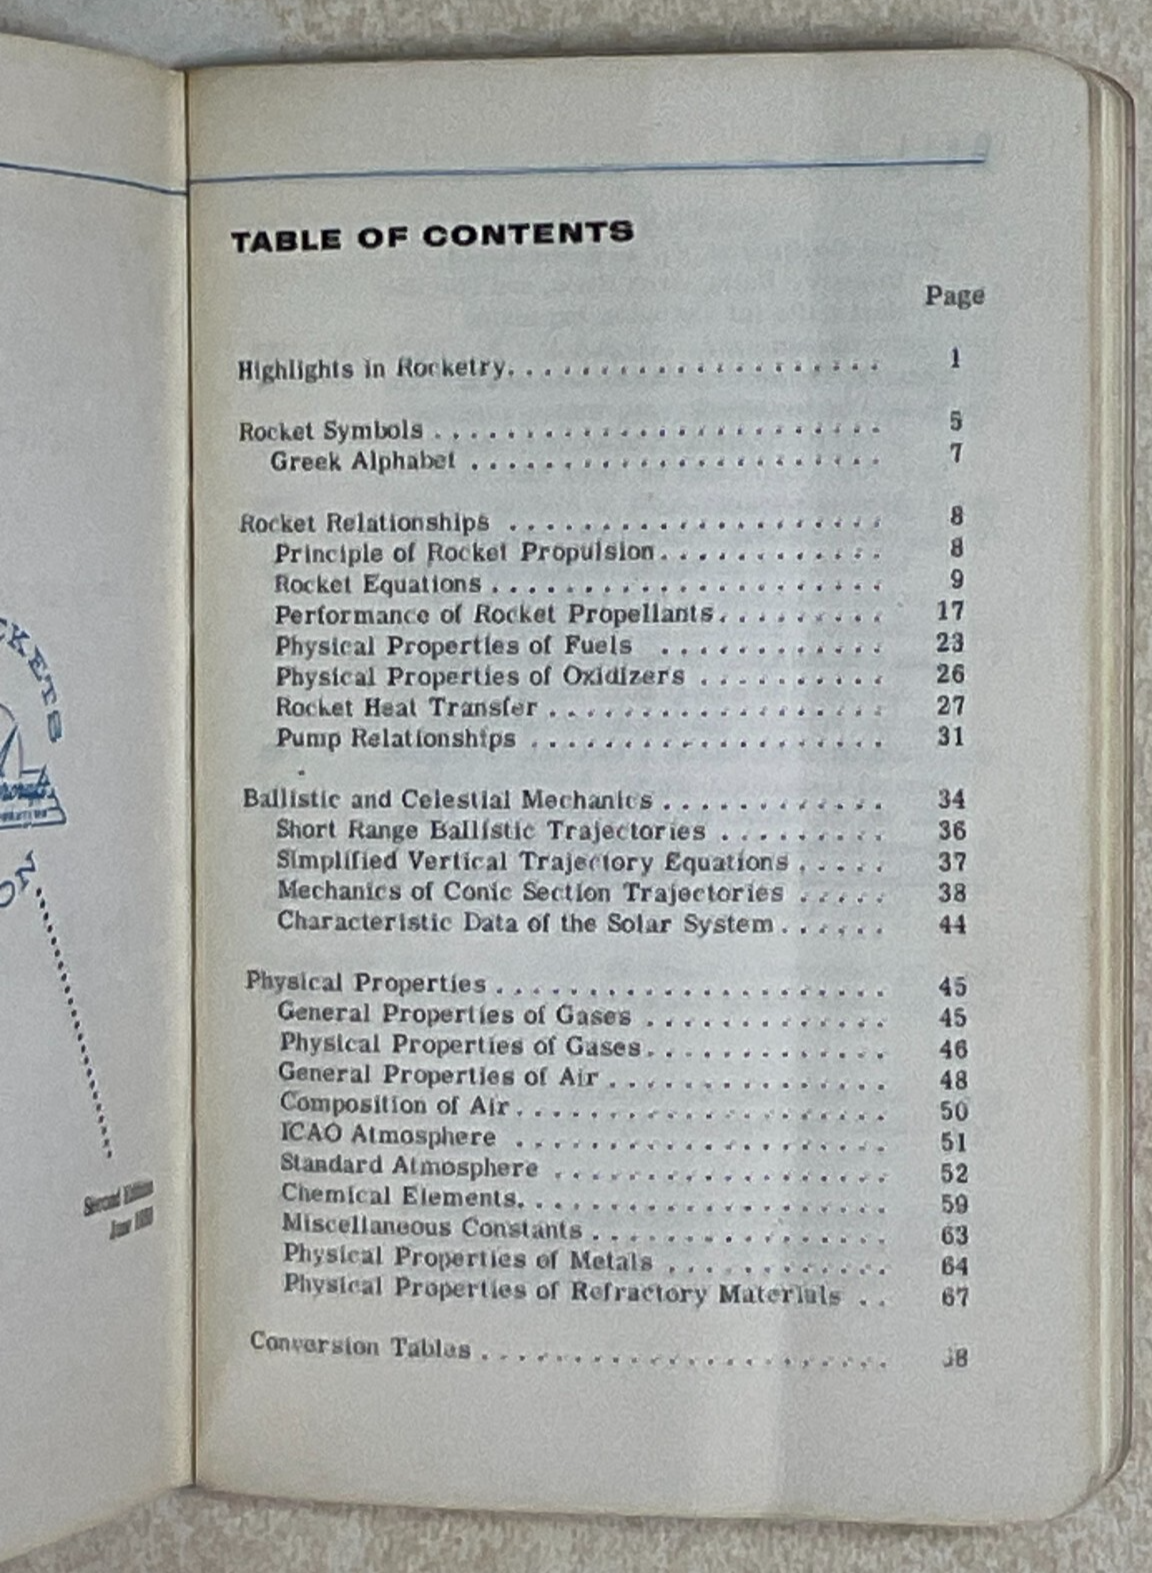 CKETS
ON
Second Edition
June
TABLE OF CONTENTS
Page
Highlights in Rocketry. . . . . . . . . . . . . . . . . . . . . 1
Rocket Symbols . . . . . . . . . . . . . . . . . . . . . . . . . 5
Greek Alphabet . . . . . . . . . . . . . . . . . . . . . . . 7
Rocket Relationships . . . . . . . . . . . . . . . . . . . . . 8
Principle of Rocket Propulsion. . . . . . . . . . . . 8
Rocket Equations . . . . . . . . . . . . . . . . . . . . . . 9
Performance of Rocket Propellants. . . . . . . . . 17
Physical Properties of Fuels . . . . . . . . . . . . 23
Physical Properties of Oxidizers . . . . . . . . . . 26
Rocket Heat Transfer . . . . . . . . . . . . . . . . . . . 27
Pump Relationships . . . . . . . . . . . . . . . . . . . . 31
Ballistic and Celestial Mechanics . . . . . . . . . . . . 34
Short Range Ballistic Trajectories . . . . . . . . . 36
Simplified Vertical Trajectory Equations . . . . . 37
Mechanics of Conic Section Trajectories . . . . . 38
Characteristic Data of the Solar System . . . . . . 44
Physical Properties . . . . . . . . . . . . . . . . . . . . . . 45
General Properties of Gases . . . . . . . . . . . . . 45
Physical Properties of Gases. . . . . . . . . . . . . 46
General Properties of Air . . . . . . . . . . . . . . . 48
Composition of Air . . . . . . . . . . . . . . . . . . . . . 50
ICAO Atmosphere . . . . . . . . . . . . . . . . . . . . . 51
Standard Atmosphere . . . . . . . . . . . . . . . . . . 52
Chemical Elements. . . . . . . . . . . . . . . . . . . . . 59
Miscellaneous Constants . . . . . . . . . . . . . . . . 63
Physical Properties of Metals . . . . . . . . . . . . 64
Physical Properties of Refractory Materials . . 67
Conversion Tables . . . . . . . . . . . . . . . . . . . . . . .